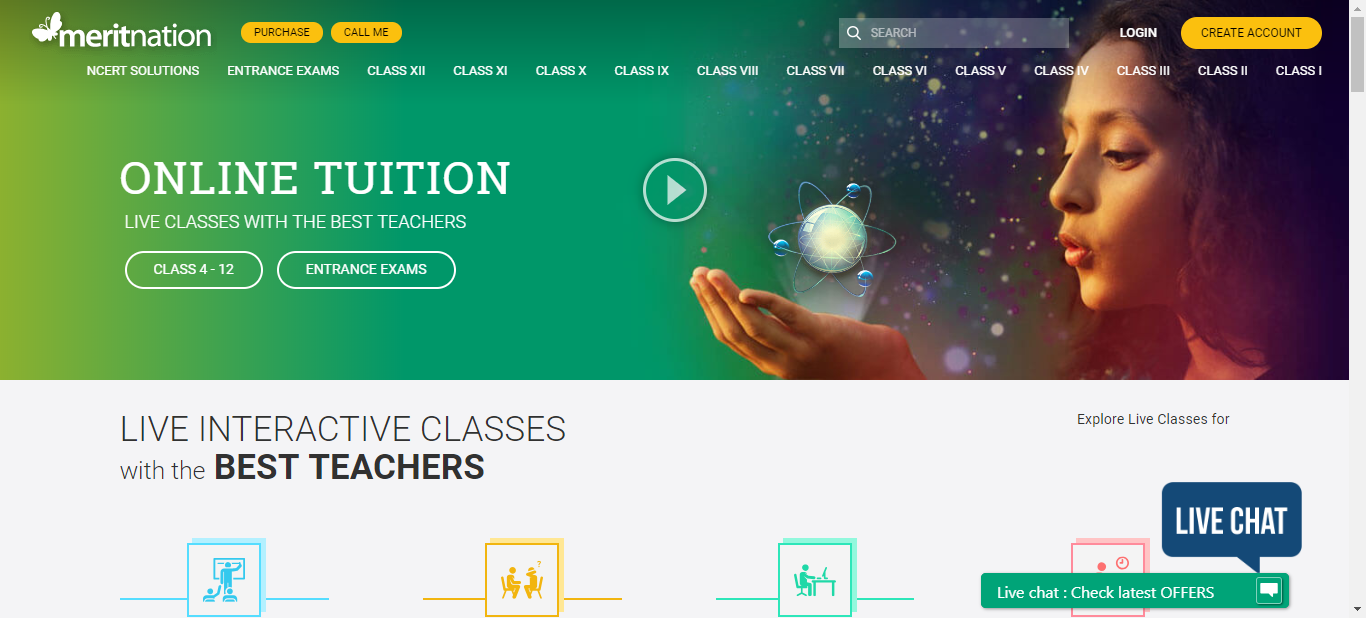 meritnation
PURCHASE
CALL ME
SEARCH
LOGIN
CREATE ACCOUNT
NCERT SOLUTIONS
ENTRANCE EXAMS
CLASS XII
CLASS XI
CLASS X
CLASS IX
CLASS VIII
CLASS VII
CLASS VI
CLASS V
CLASS IV
CLASS III
CLASS II
CLASS I
ONLINE TUITION
LIVE CLASSES WITH THE BEST TEACHERS
CLASS 4 - 12
ENTRANCE EXAMS
LIVE INTERACTIVE CLASSES
with the BEST TEACHERS
Explore Live Classes for
?
LIVE CHAT
Live chat : Check latest OFFERS